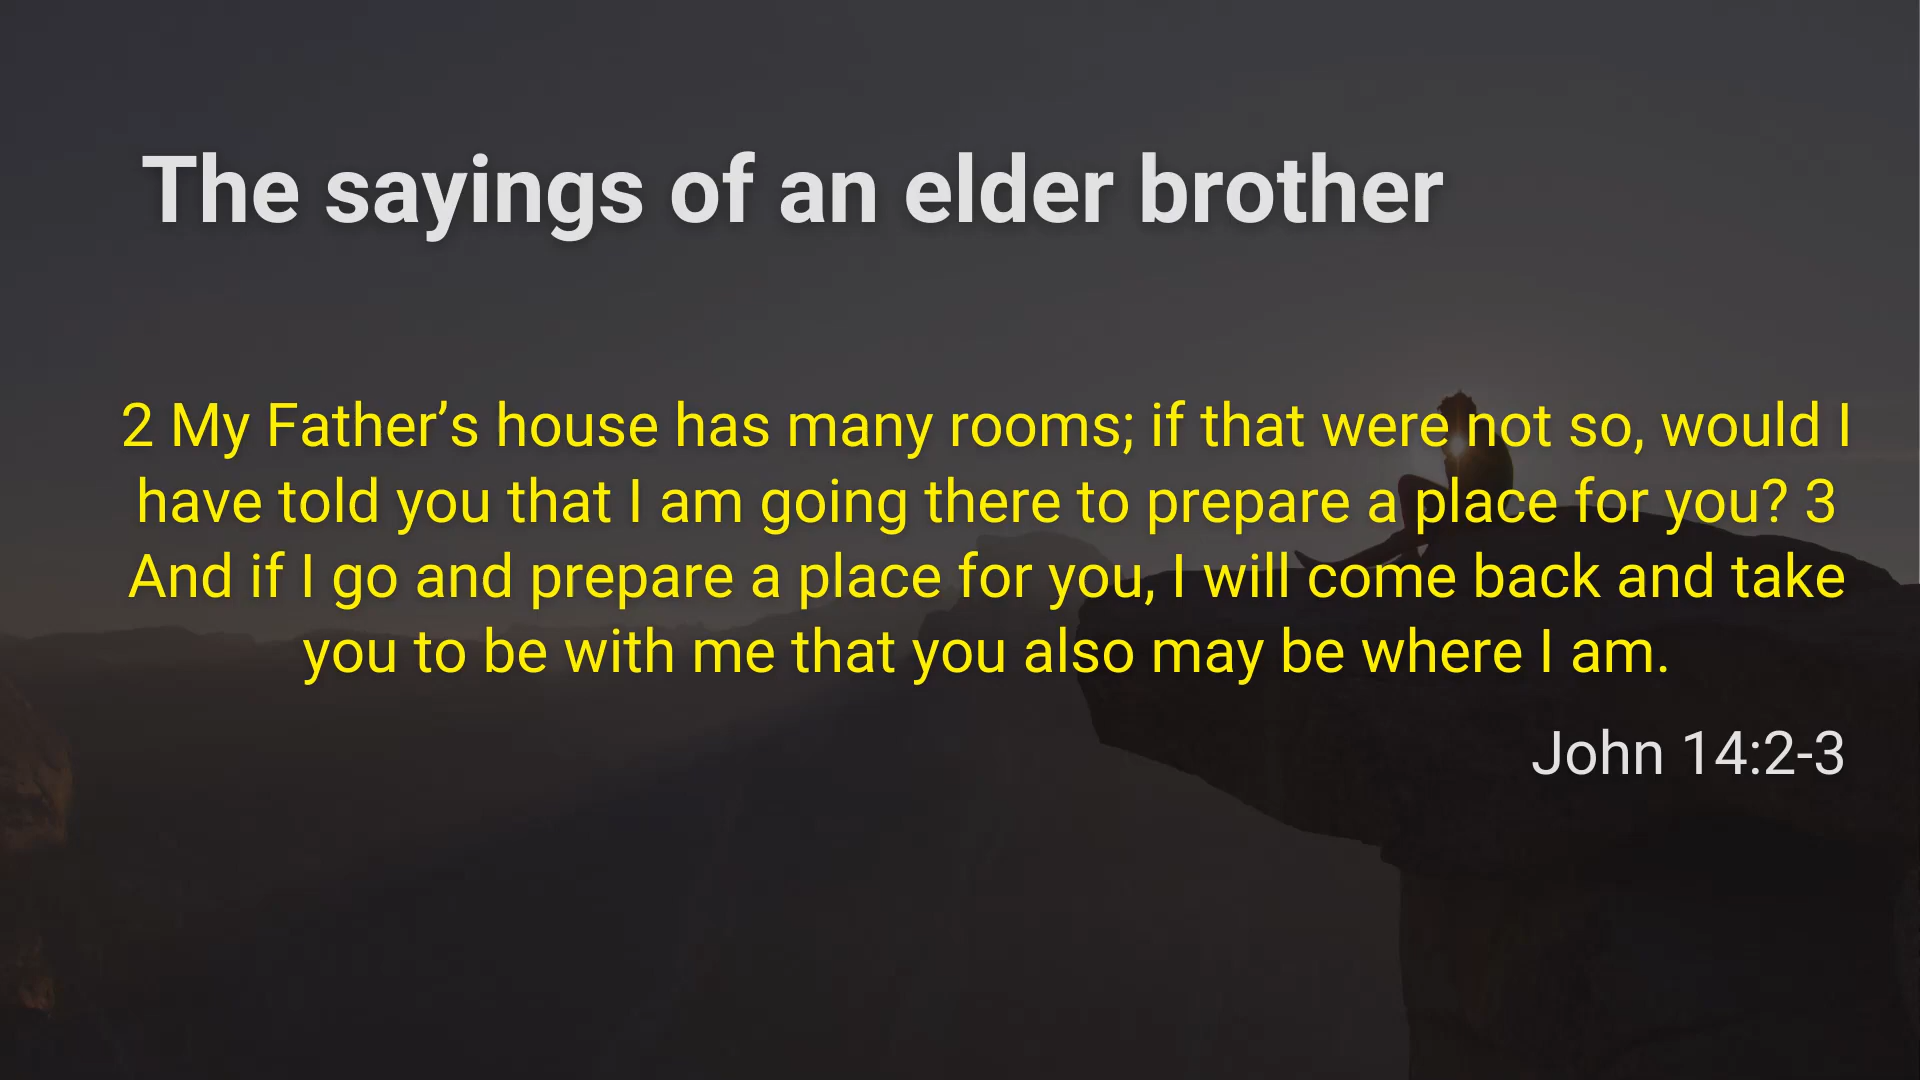 The sayings of an elder brother
2 My Father’s house has many rooms; if that were not so, would I
have told you that I am going there to prepare a place for you? 3
And if I go and prepare a place for you, I will come back and take
you to be with me that you also may be where I am.
John 14:2-3